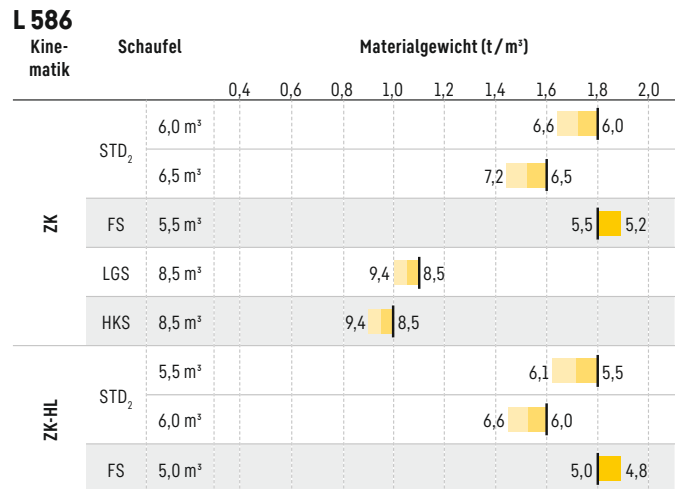 L 586
Kine-
matik Schaufel Materialgewicht (t / m³)
0,4 0,6 0,8 1,0 1,2 1,4 1,6 1,8 2,0
ZK
STD₂ 6,0 m³ 6,6 6,0
6,5 m³ 7,2 6,5
FS 5,5 m³ 5,5 5,2
LGS 8,5 m³ 9,4 8,5
HKS 8,5 m³ 9,4 8,5
ZK-HL
STD₂ 5,5 m³ 6,1 5,5
6,0 m³ 6,6 6,0
FS 5,0 m³ 5,0 4,8